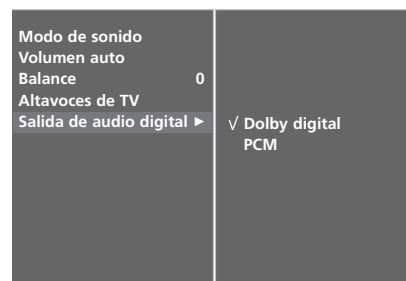 Modo de sonido
Volumen auto
Balance 0
Altavoces de TV
Salida de audio digital ►
√ Dolby digital
PCM